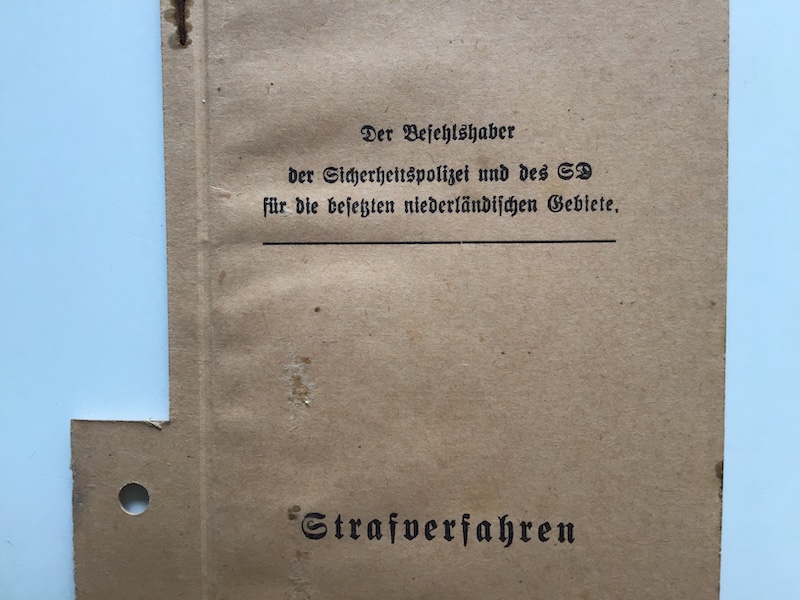 Der Befehlshaber
der Sicherheitspolizei und des SD
für die besetzten niederländischen Gebiete.
Strafverfahren